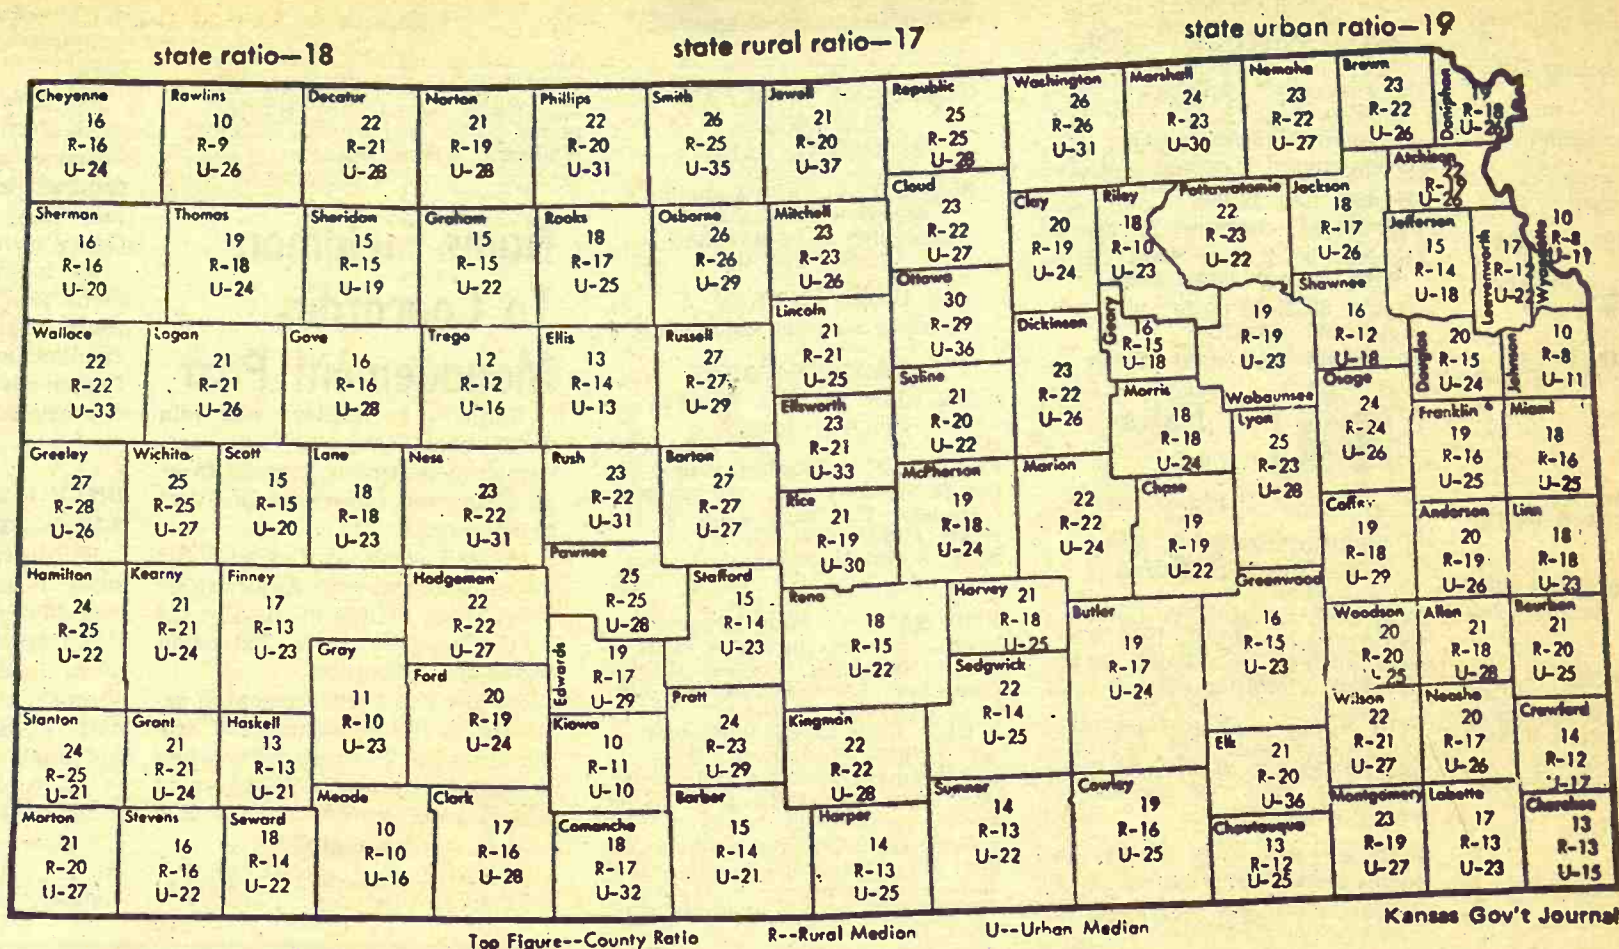 state ratio—18
state rural ratio—17
state urban ratio—19
Cheyenne
16
R-16
U-24
Rawlins
10
R-9
U-26
Decatur
22
R-21
U-28
Norton
21
R-19
U-28
Phillips
22
R-20
U-31
Smith
26
R-25
U-35
Jewell
21
R-20
U-37
Republic
25
R-25
U-28
Washington
26
R-26
U-31
Marshall
24
R-23
U-30
Nemaha
23
R-22
U-27
Brown
23
R-22
U-26
Doniphan
R-18
U-26
Atchison
U-26
Sherman
16
R-16
U-20
Thomas
19
R-18
U-24
Sheridan
15
R-15
U-19
Graham
15
R-15
U-22
Rooks
18
R-17
U-25
Osborne
26
R-26
U-29
Mitchell
23
R-23
U-26
Cloud
23
R-22
U-27
Clay
20
R-19
U-24
Riley
18
R-10
U-23
Pottawatomie
22
R-23
U-22
Jackson
18
R-17
U-26
Jefferson
15
R-14
U-18
Leavenworth
17
R-12
U-22
Wyandotte
10
R-8
U-11
Ottawa
30
R-29
U-36
Lincoln
21
R-21
U-25
Shawnee
16
R-12
U-18
Geary
16
R-15
U-18
19
R-19
U-23
Wabaunsee
Douglas
20
R-15
U-24
Johnson
10
R-8
U-11
Wallace
22
R-22
U-33
Logan
21
R-21
U-26
Gove
16
R-16
U-28
Trego
12
R-12
U-16
Ellis
13
R-14
U-13
Russell
27
R-27
U-29
Ellsworth
23
R-21
U-33
Saline
21
R-20
U-22
Dickinson
23
R-22
U-26
Morris
18
R-18
U-24
Lyon
25
R-23
U-28
Osage
24
R-24
U-26
Franklin
19
R-16
U-25
Miami
18
R-16
U-25
Greeley
27
R-28
U-26
Wichita
25
R-25
U-27
Scott
15
R-15
U-20
Lane
18
R-18
U-23
Ness
23
R-22
U-31
Rush
23
R-22
U-31
Barton
27
R-27
U-27
Rice
21
R-19
U-30
McPherson
19
R-18
U-24
Marion
22
R-22
U-24
Chase
19
R-19
U-22
Coffey
19
R-18
U-29
Anderson
20
R-19
U-26
Linn
18
R-18
U-23
Hamilton
24
R-25
U-22
Kearny
21
R-21
U-24
Finney
17
R-13
U-23
Hodgeman
22
R-22
U-27
Pawnee
25
R-25
U-28
Stafford
15
R-14
U-23
Reno
18
R-15
U-22
Harvey
21
R-18
U-25
Butler
19
R-17
U-24
Greenwood
16
R-15
U-23
Woodson
20
R-20
Allen
21
R-18
U-28
Bourbon
21
R-20
U-25
Gray
11
R-10
U-23
Ford
20
R-19
U-24
Edwards
19
R-17
U-29
Sedgwick
22
R-14
U-25
Wilson
22
R-21
U-27
Neosho
20
R-17
U-26
Crawford
14
R-12
U-17
Stanton
24
R-25
U-21
Grant
21
R-21
U-24
Haskell
13
R-13
U-21
Kiowa
10
R-11
U-10
Pratt
24
R-23
U-29
Kingman
22
R-22
U-28
Elk
21
R-20
U-36
Morton
21
R-20
U-27
Stevens
16
R-16
U-22
Seward
18
R-14
U-22
Meade
10
R-10
U-16
Clark
17
R-16
U-28
Comanche
18
R-17
U-32
Barber
15
R-14
U-21
Harper
14
R-13
U-25
Sumner
14
R-13
U-22
Cowley
19
R-16
U-25
Chautauqua
13
R-12
U-25
Montgomery
23
R-19
U-27
Labette
17
R-13
U-23
Cherokee
13
R-13
U-15
Kansas Gov't Journal
Top Figure--County Ratio R--Rural Median U--Urban Median